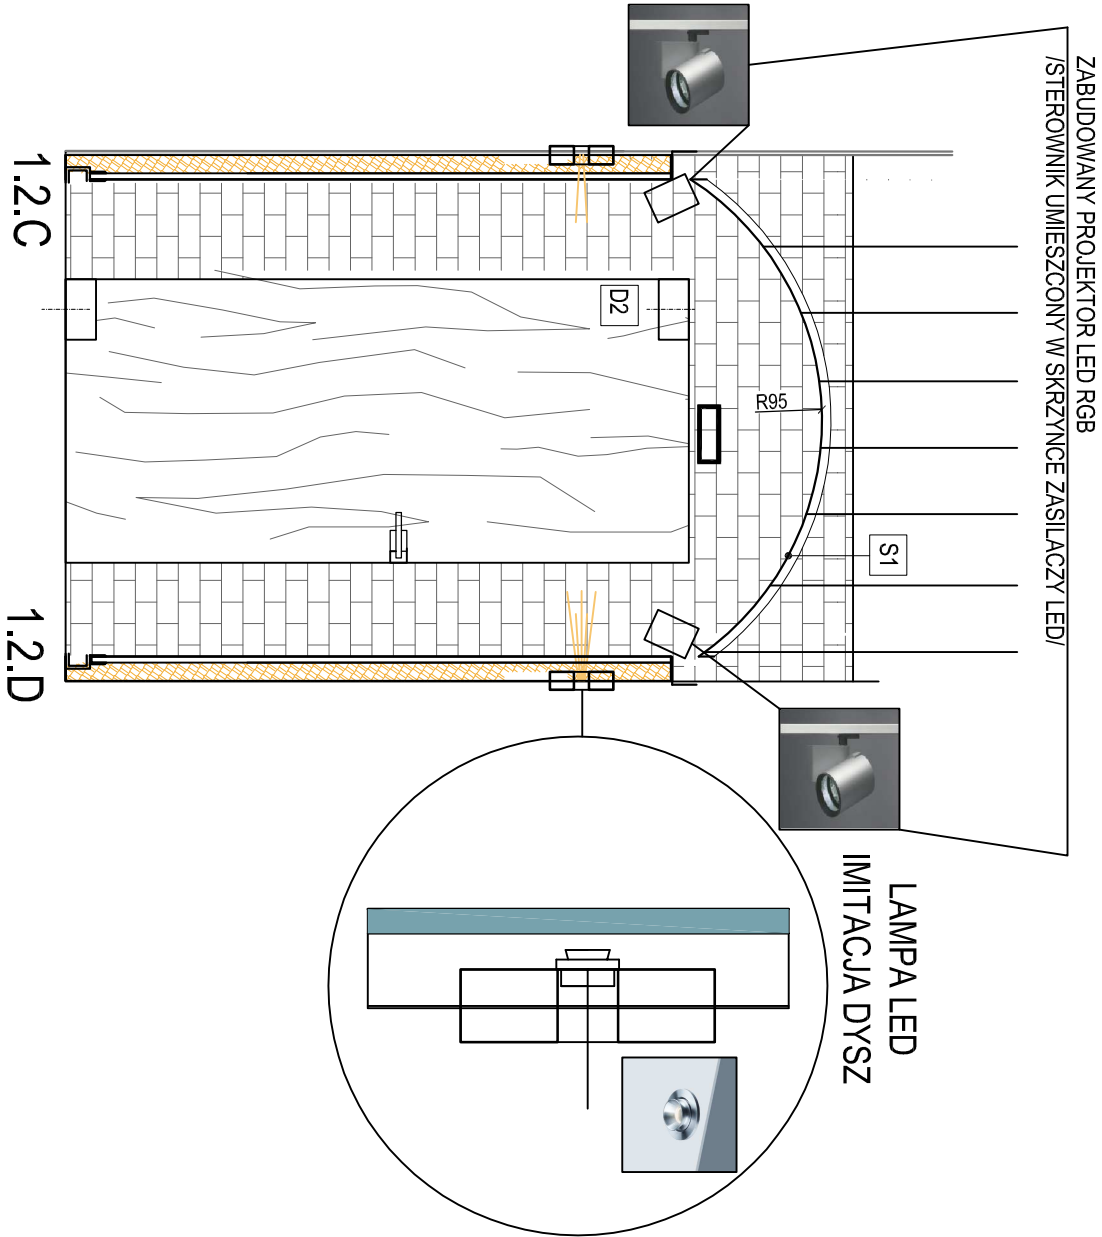 ZABUDOWANY PROJEKTOR LED RGB
/STEROWNIK UMIESZCONY W SKRZYNCE ZASILACZY LED/
S1
R95
D2
1.2.C
1.2.D
LAMPA LED
IMITACJA DYSZ